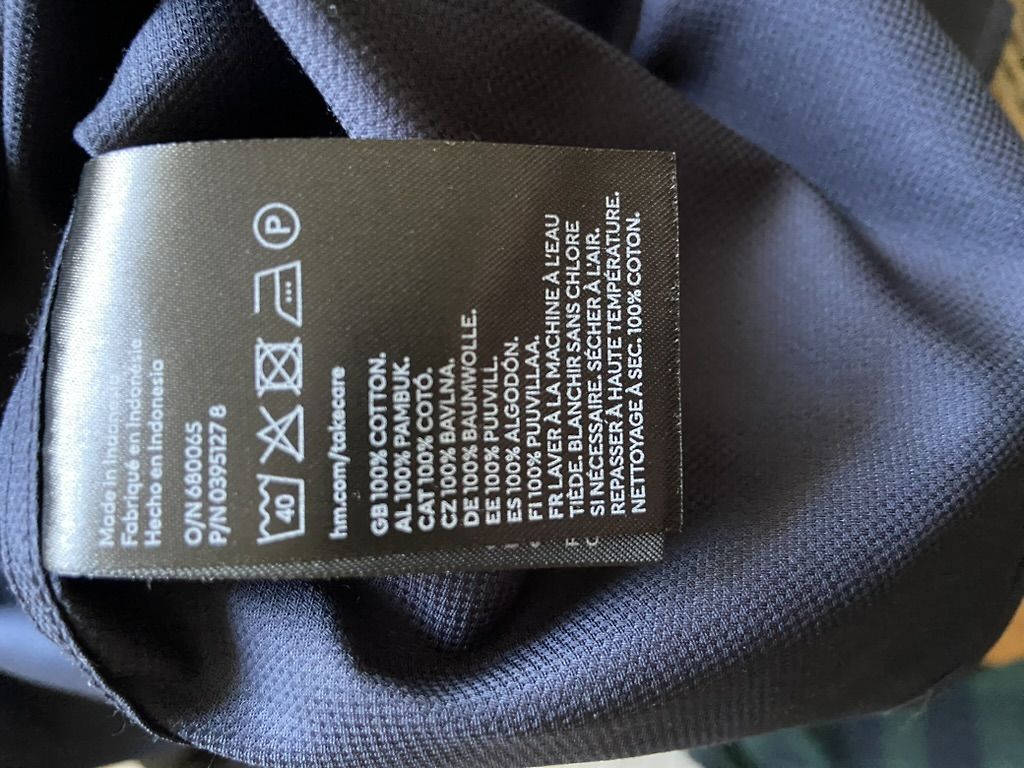 Made in Indonesia
Fabriqué en Indonésie
Hecho en Indonesia
O/N 680065
P/N 0395127 8
40 P
hm.com/takecare
GB 100% COTTON.
AL 100% PAMBUK.
CAT 100% COTÓ.
CZ 100% BAVLNA.
DE 100% BAUMWOLLE.
EE 100% PUUVILL.
ES 100% ALGODÓN.
FI 100% PUUVILLAA.
FR LAVER À LA MACHINE À L'EAU
TIÈDE. BLANCHIR SANS CHLORE
SI NÉCESSAIRE. SÉCHER À L'AIR.
REPASSER À HAUTE TEMPÉRATURE.
NETTOYAGE À SEC. 100% COTON.